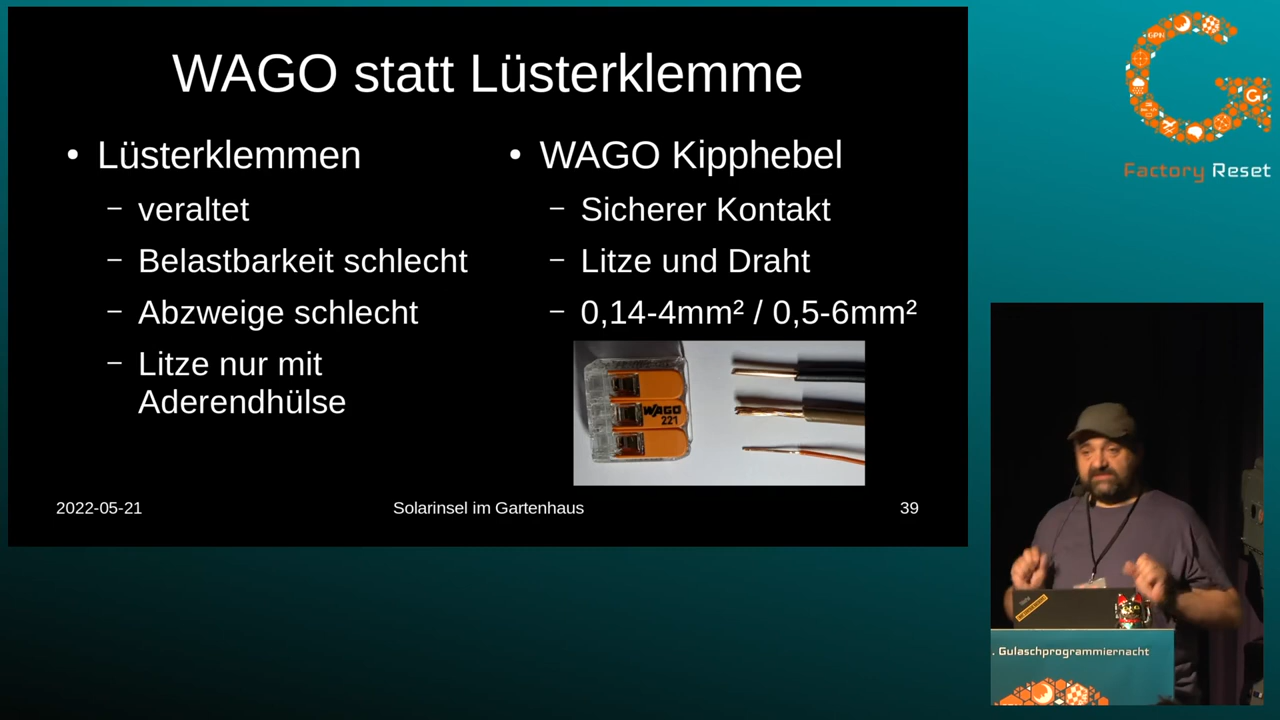 WAGO statt Lüsterklemme
● Lüsterklemmen
– veraltet
– Belastbarkeit schlecht
– Abzweige schlecht
– Litze nur mit
Aderendhülse
● WAGO Kipphebel
– Sicherer Kontakt
– Litze und Draht
– 0,14-4mm² / 0,5-6mm²
WAGO
221
2022-05-21
Solarinsel im Gartenhaus
39
GPN
G
Factory Reset
. Gulaschprogrammiernacht